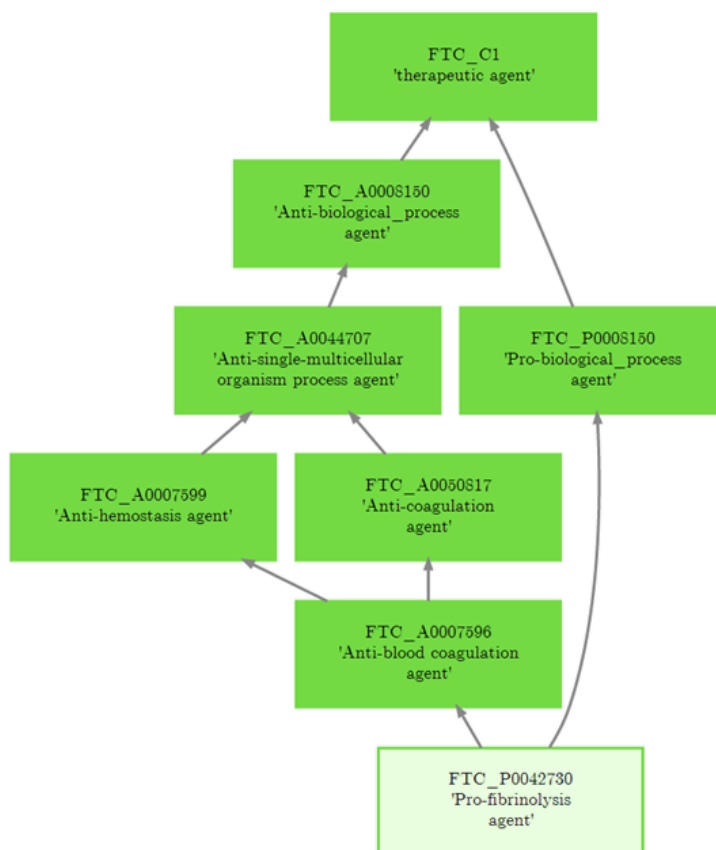 FTC_C1
'therapeutic agent'
FTC_A0008150
'Anti-biological_process
agent'
FTC_A0044707
'Anti-single-multicellular
organism process agent'
FTC_P0008150
'Pro-biological_process
agent'
FTC_A0007599
'Anti-hemostasis agent'
FTC_A0050817
'Anti-coagulation
agent'
FTC_A0007596
'Anti-blood coagulation
agent'
FTC_P0042730
'Pro-fibrinolysis
agent'